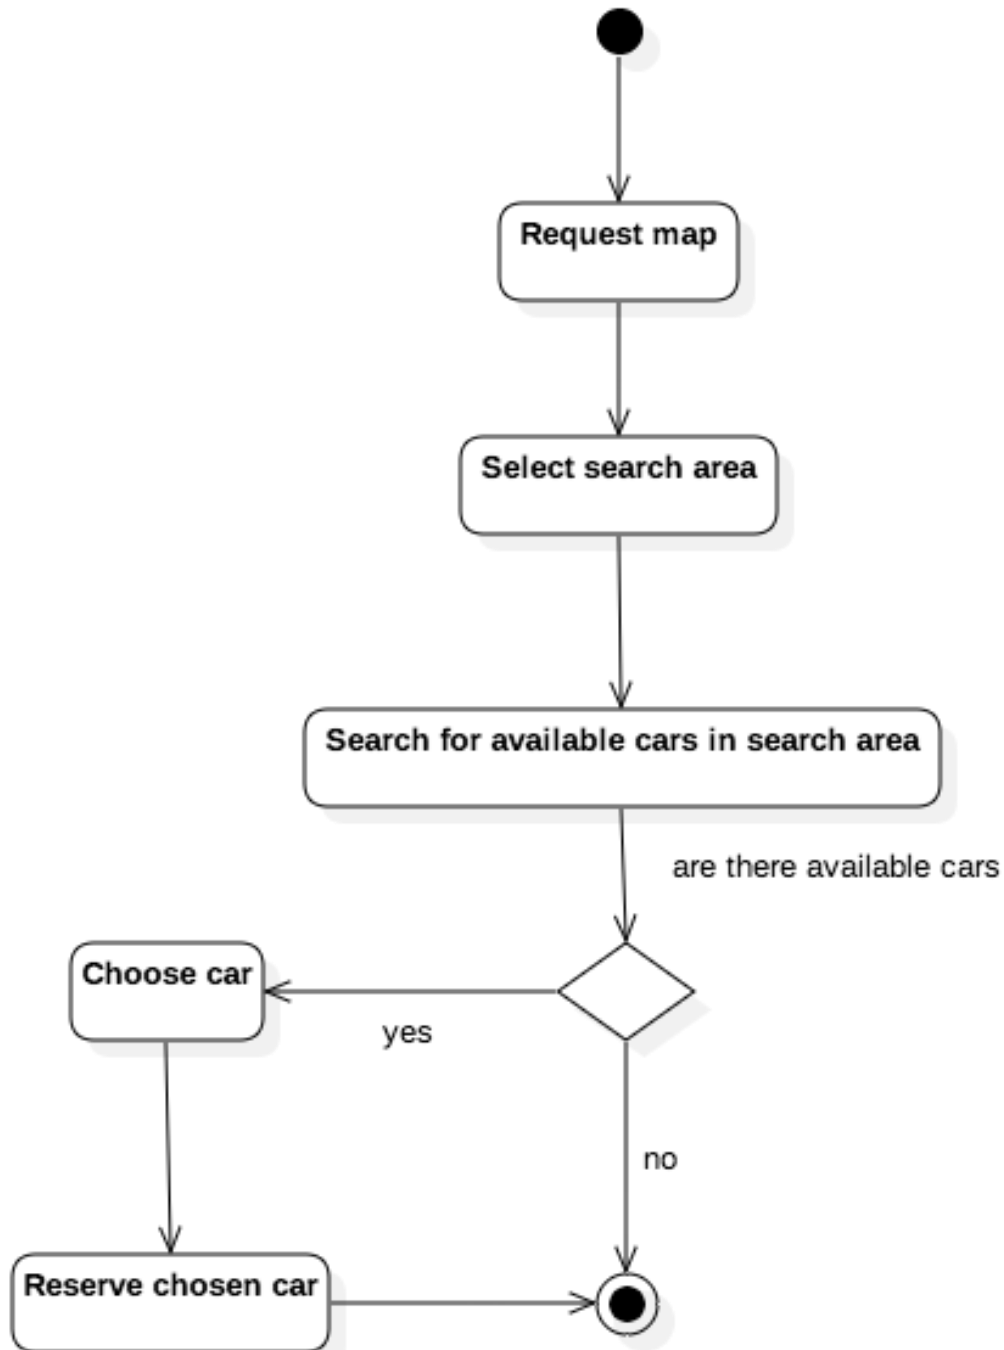 Request map
Select search area
Search for available cars in search area
are there available cars
Choose car
yes
no
Reserve chosen car